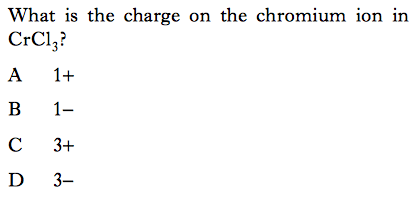 What is the charge on the chromium ion in
CrCl₃?
A 1+
B 1–
C 3+
D 3–